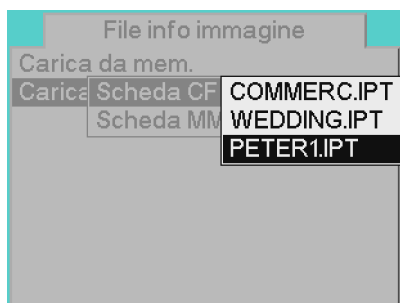 File info immagine
Carica da mem.
Carica
Scheda CF
Scheda MM
COMMERC.IPT
WEDDING.IPT
PETER1.IPT